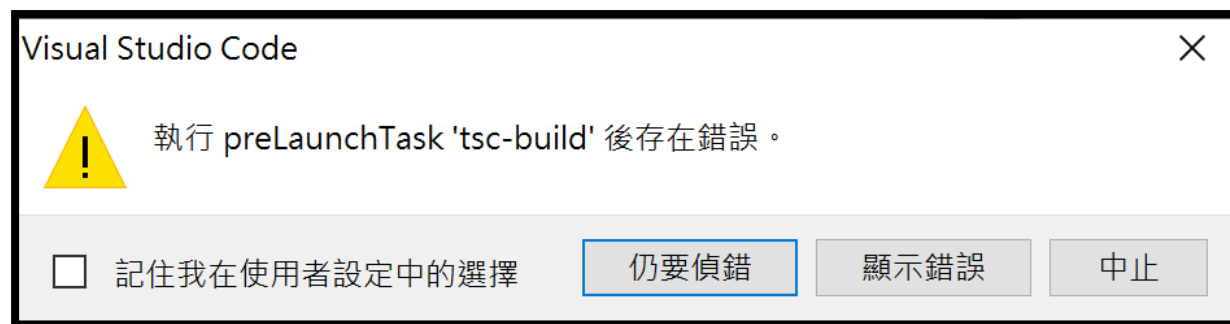 Visual Studio Code
執行 preLaunchTask 'tsc-build' 後存在錯誤。
記住我在使用者設定中的選擇
仍要偵錯
顯示錯誤
中止